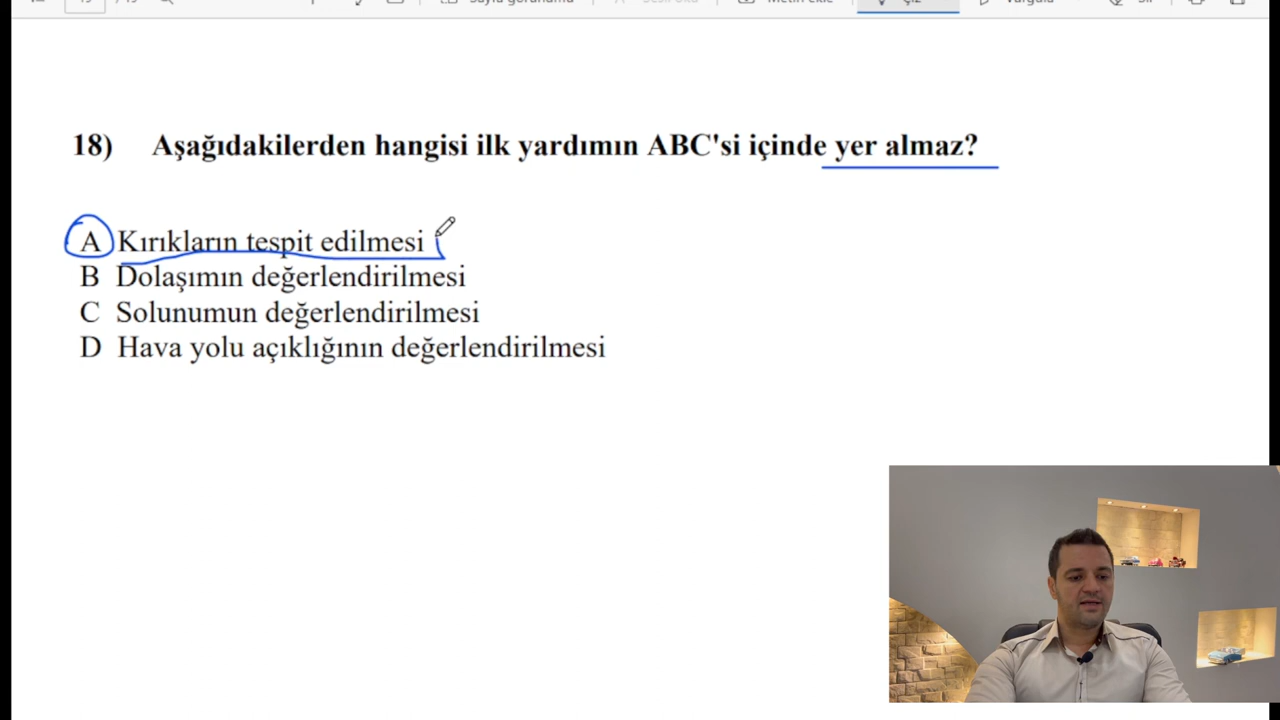 18) Aşağıdakilerden hangisi ilk yardımın ABC'si içinde yer almaz?
A Kırıkların tespit edilmesi
B Dolaşımın değerlendirilmesi
C Solunumun değerlendirilmesi
D Hava yolu açıklığının değerlendirilmesi